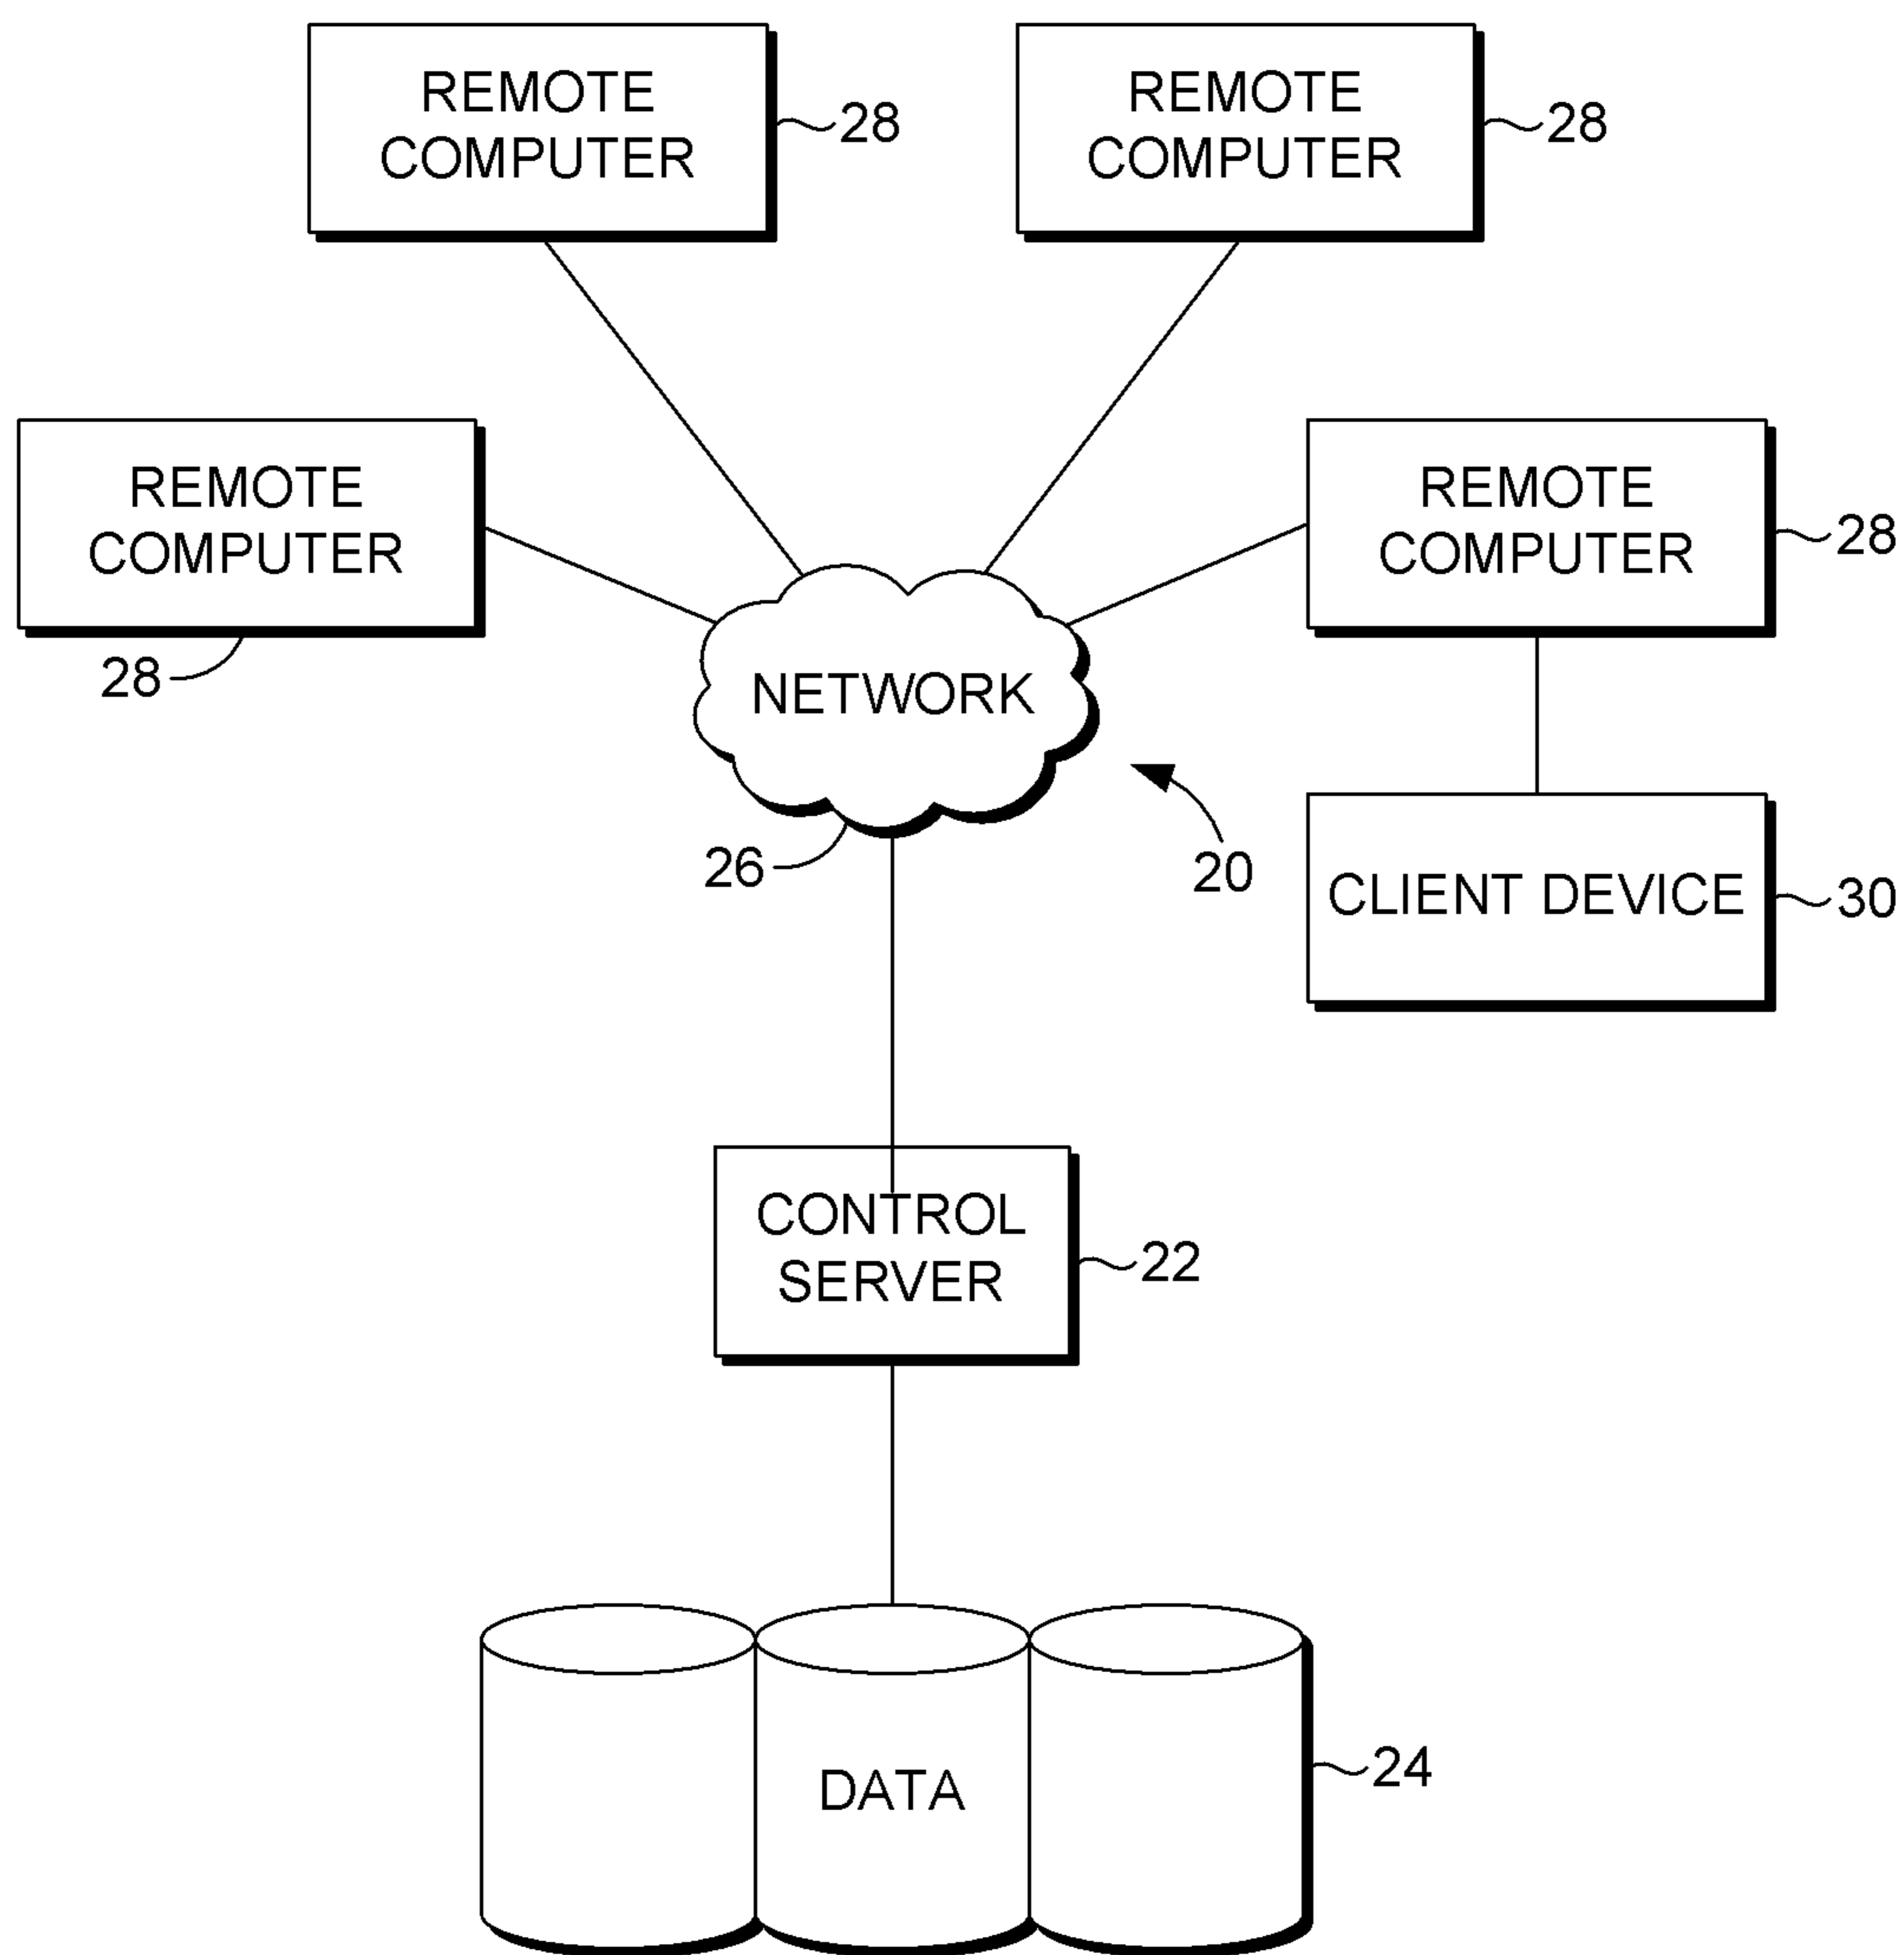 REMOTE
COMPUTER
28
REMOTE
COMPUTER
28
REMOTE
COMPUTER
28
REMOTE
COMPUTER
28
NETWORK
26
20
CLIENT DEVICE
30
CONTROL
SERVER
22
DATA
24